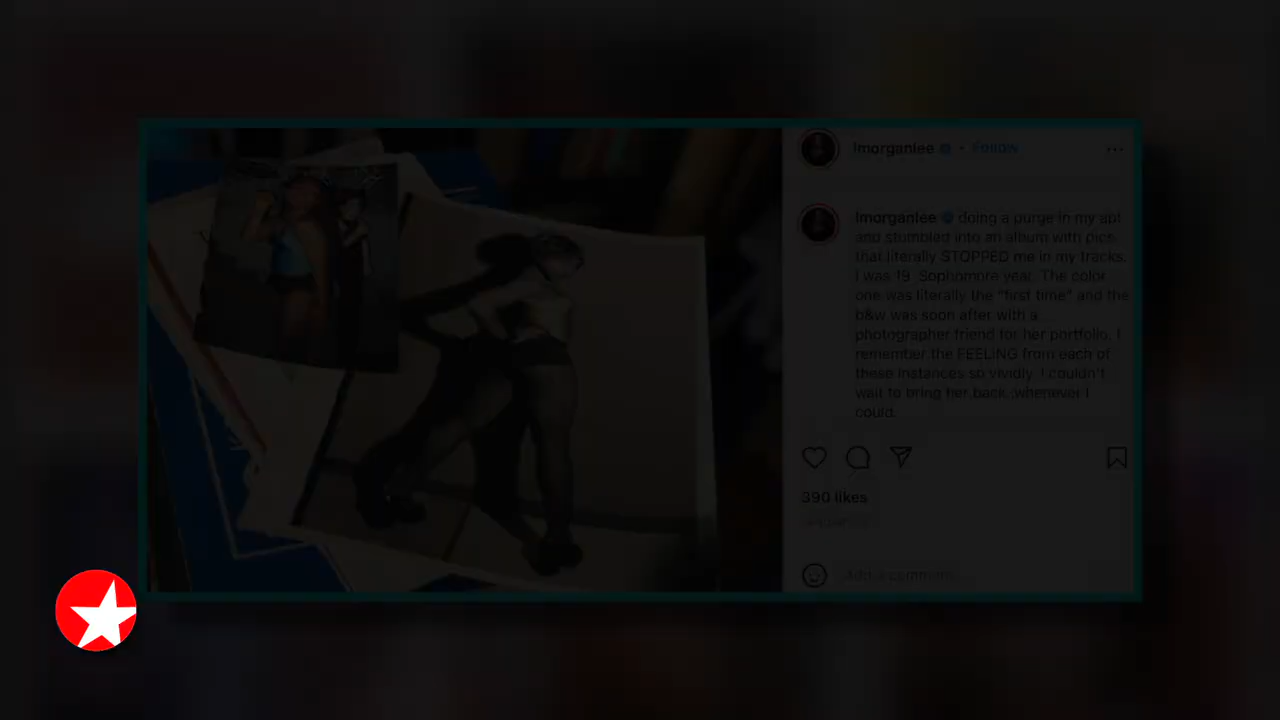 lmorganlee • Follow
lmorganlee doing a purge in my apt
and stumbled into an album with pics
that literally STOPPED me in my tracks.
I was 19. Sophomore year. The color
one was literally the "first time" and the
b&w was soon after with a
photographer friend for her portfolio. I
remember the FEELING from each of
these instances so vividly. I couldn't
wait to bring her back..whenever I
could.
390 likes
Add a comment...